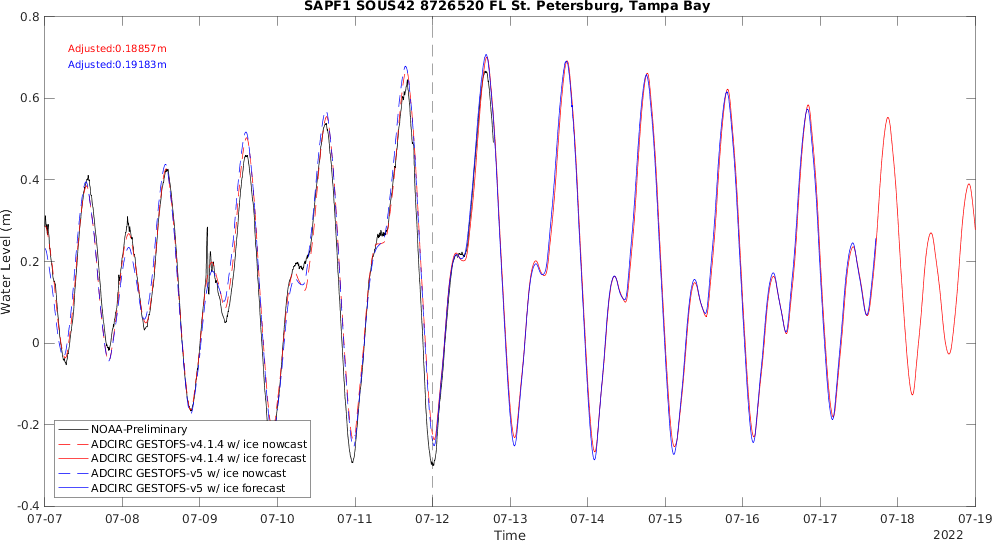 SAPF1 SOUS42 8726520 FL St. Petersburg, Tampa Bay
0.8
Adjusted:0.18857m
Adjusted:0.19183m
0.6
0.4
0.2
0
-0.2
-0.4
Water Level (m)
NOAA-Preliminary
ADCIRC GESTOFS-v4.1.4 w/ ice nowcast
ADCIRC GESTOFS-v4.1.4 w/ ice forecast
ADCIRC GESTOFS-v5 w/ ice nowcast
ADCIRC GESTOFS-v5 w/ ice forecast
07-07 07-08 07-09 07-10 07-11 07-12 07-13 07-14 07-15 07-16 07-17 07-18 07-19
Time
2022